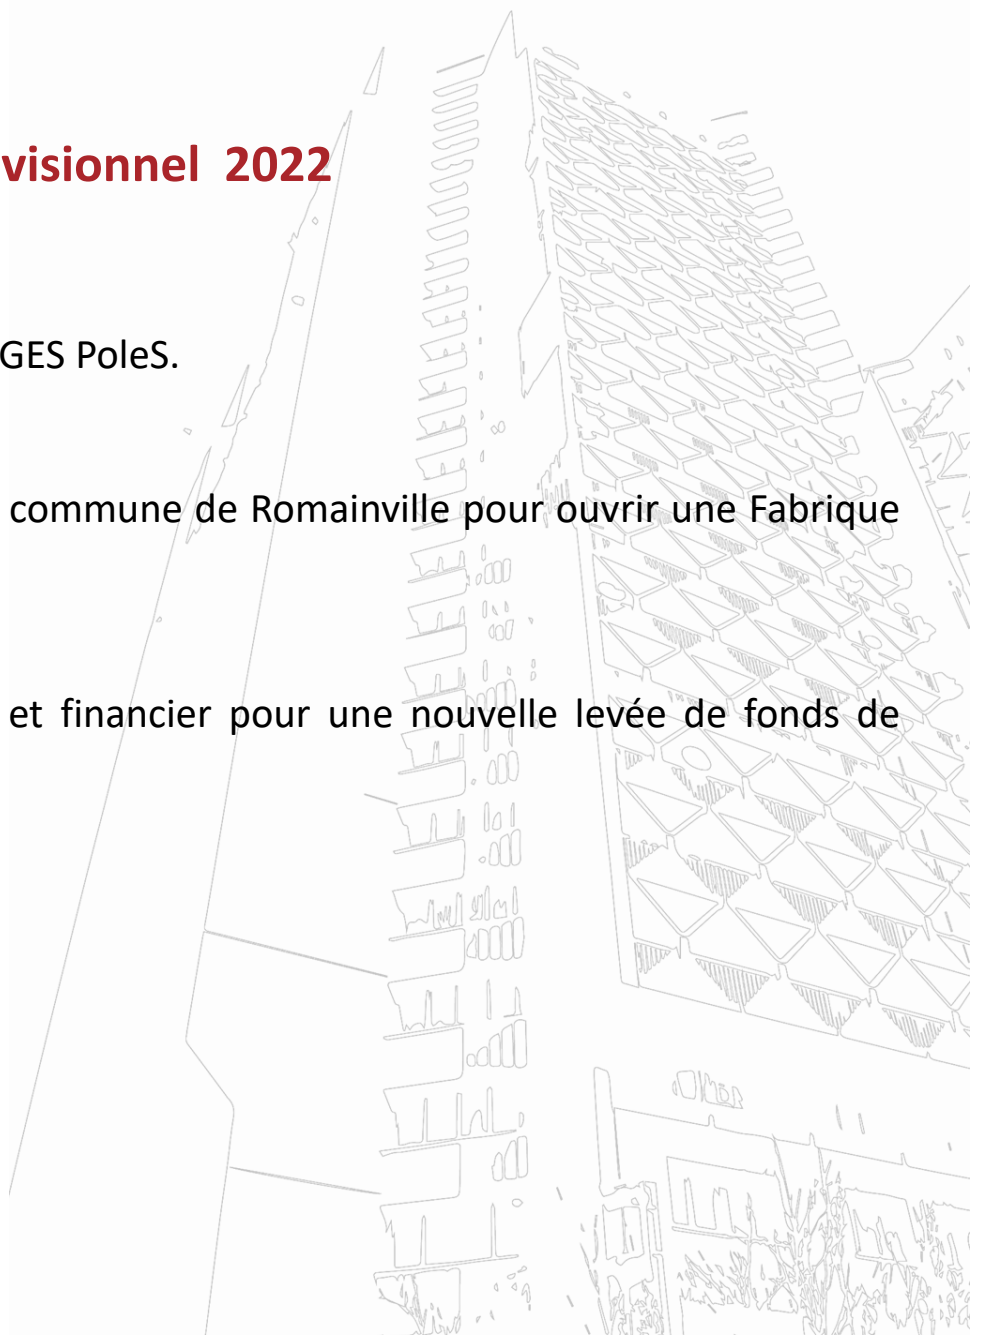 visionnel 2022
GES PoleS.
commune de Romainville pour ouvrir une Fabrique
et financier pour une nouvelle levée de fonds de